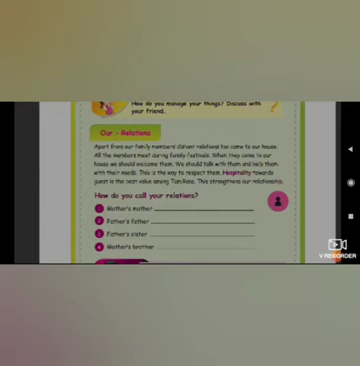 How do you manage your things? Discuss with
your friend.
Our - Relations
Apart from our family members distant relations too come to our house.
All the members meet during family festivals. When they come to our
house we should welcome them. We should talk with them and help them
with their needs. This is the way to respect them. Hospitality towards
guest is the best value among Tamilians. This strengthens our relationship.
How do you call your relations?
1 Mother's mother
2 Father's father
3 Father's sister
4 Mother's brother
V RECORDER